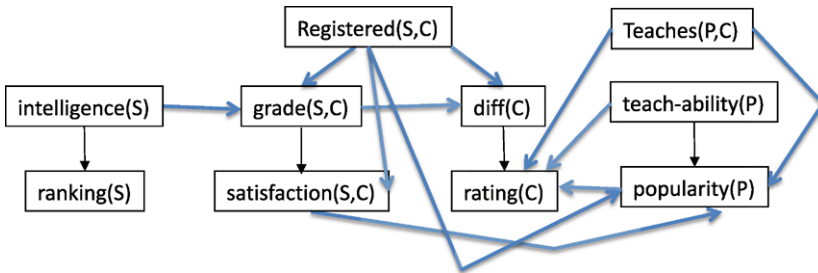 Registered(S,C)
Teaches(P,C)
intelligence(S)
grade(S,C)
diff(C)
teach-ability(P)
ranking(S)
satisfaction(S,C)
rating(C)
popularity(P)